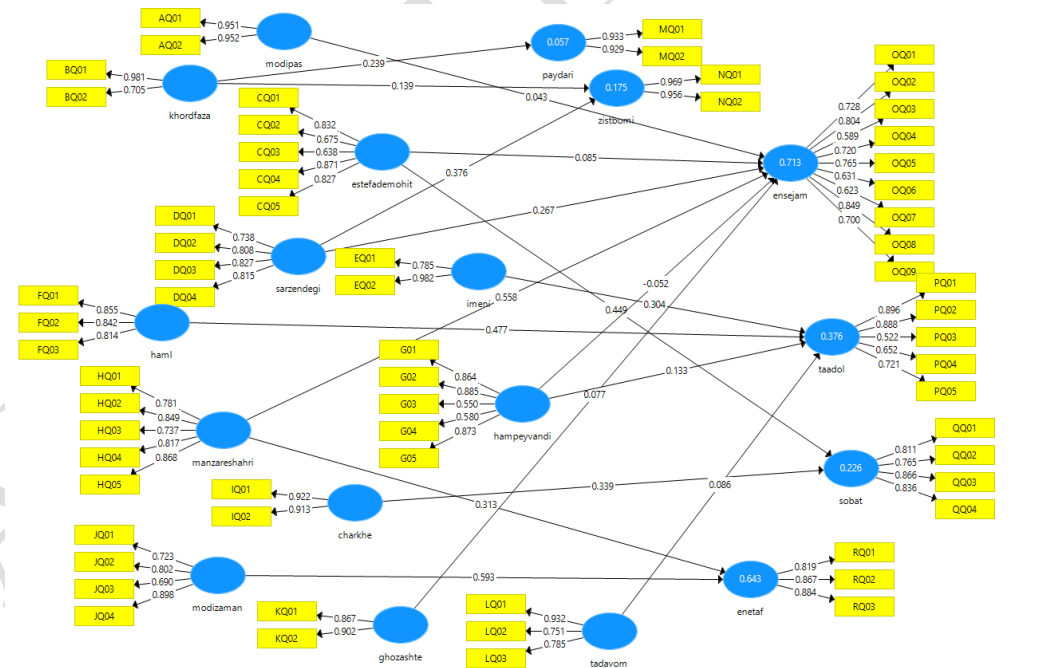 AQ01
AQ02
0.951
0.952
modipas
BQ01
BQ02
0.981
0.705
khordfaza
0.239
0.139
0.043
0.057
paydari
0.933
0.929
MQ01
MQ02
0.175
zistbomi
0.969
0.956
NQ01
NQ02
CQ01
CQ02
CQ03
CQ04
CQ05
0.832
0.675
0.638
0.871
0.827
estefademohit
0.085
0.376
0.713
ensejam
0.728
0.804
0.589
0.720
0.765
0.631
0.623
0.849
0.700
OQ01
OQ02
OQ03
OQ04
OQ05
OQ06
OQ07
OQ08
OQ09
DQ01
DQ02
DQ03
DQ04
0.738
0.808
0.827
0.815
sarzendegi
0.267
EQ01
EQ02
0.785
0.982
imeni
0.558
-0.052
0.449
0.304
FQ01
FQ02
FQ03
0.855
0.842
0.814
haml
0.477
0.376
taadol
0.896
0.888
0.522
0.652
0.721
PQ01
PQ02
PQ03
PQ04
PQ05
G01
G02
G03
G04
G05
0.864
0.885
0.550
0.580
0.873
hampeyvandi
0.133
0.077
HQ01
HQ02
HQ03
HQ04
HQ05
0.781
0.849
0.737
0.817
0.868
manzareshahri
0.226
sobat
0.811
0.765
0.866
0.836
QQ01
QQ02
QQ03
QQ04
IQ01
IQ02
0.922
0.913
charkhe
0.339
0.086
0.313
JQ01
JQ02
JQ03
JQ04
0.723
0.802
0.690
0.898
modizaman
0.593
0.643
enetaf
0.819
0.867
0.884
RQ01
RQ02
RQ03
KQ01
KQ02
0.867
0.902
ghozashte
LQ01
LQ02
LQ03
0.932
0.751
0.785
tadavom